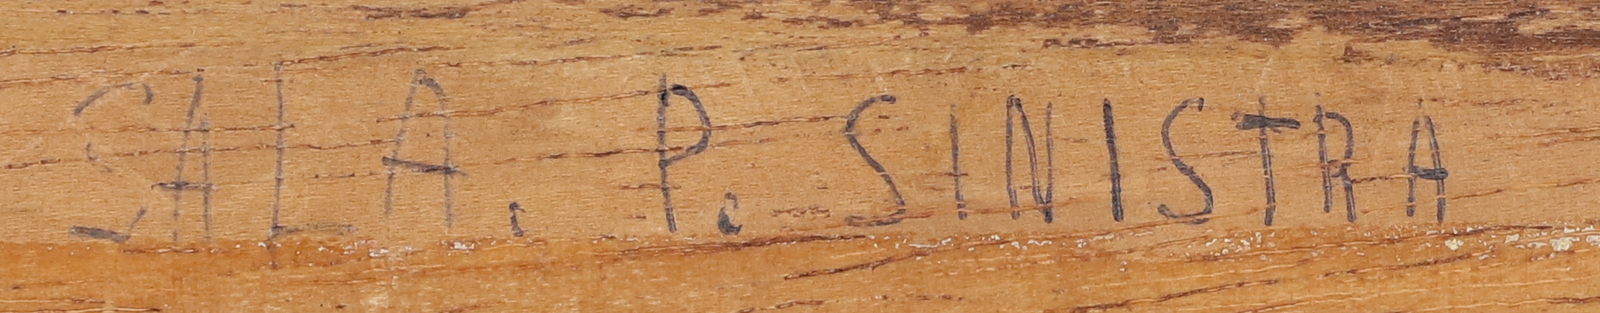 SALA. P. SINISTRA